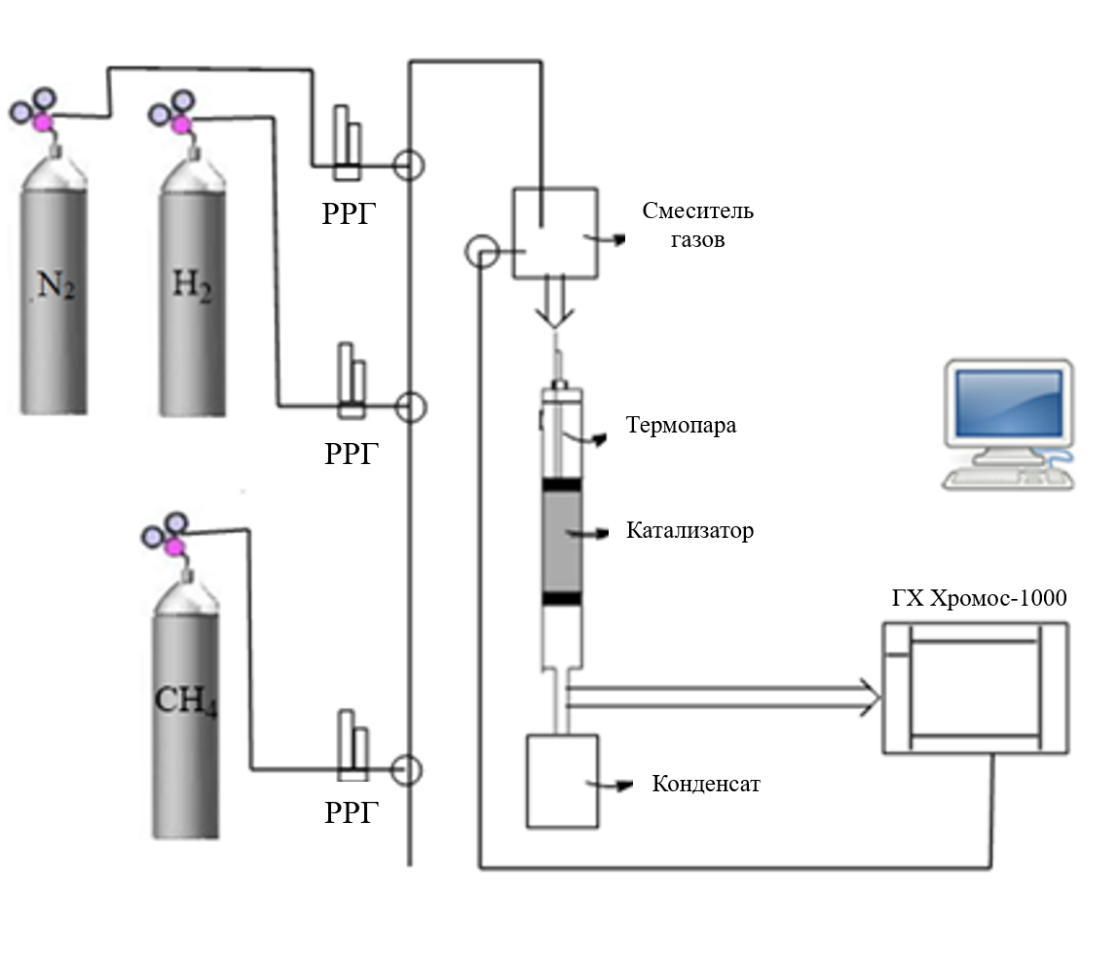 N₂
H₂
РРГ
Смеситель
газов
РРГ
Термопара
Катализатор
ГХ Хромос-1000
CH₄
Конденсат
РРГ